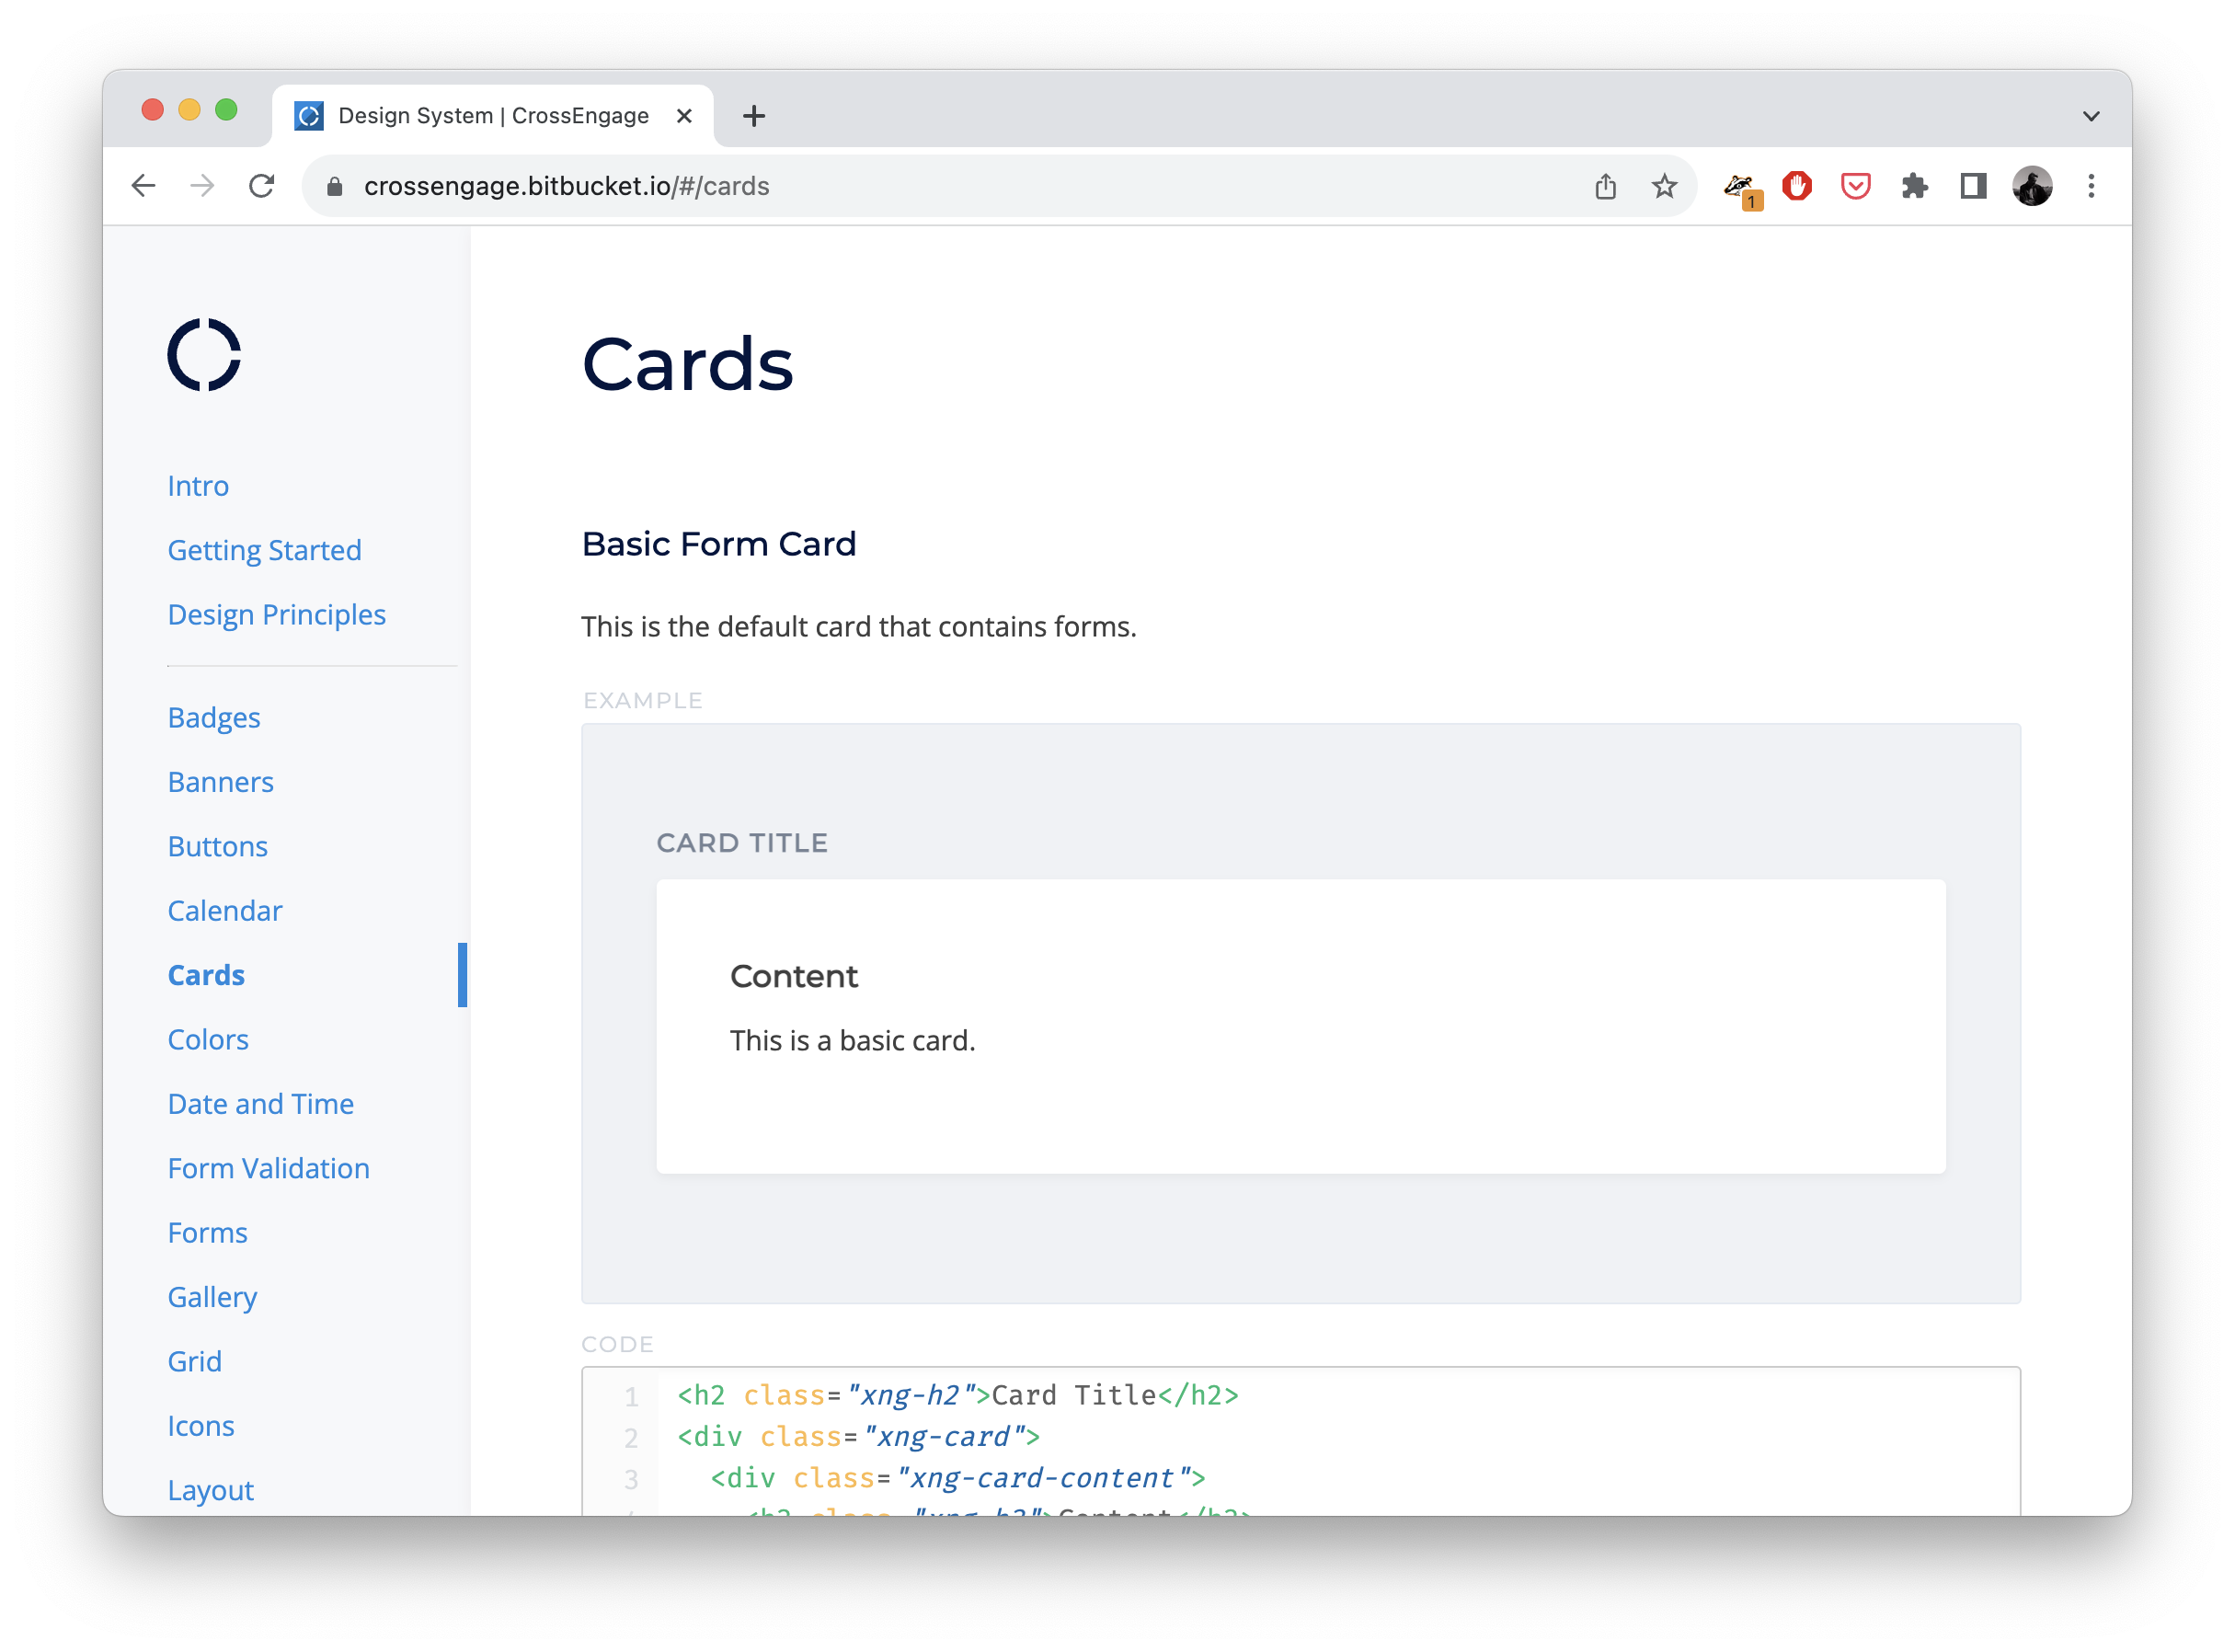 Design System | CrossEngage
crossengage.bitbucket.io/#/cards
1
Intro
Getting Started
Design Principles
Badges
Banners
Buttons
Calendar
Cards
Colors
Date and Time
Form Validation
Forms
Gallery
Grid
Icons
Layout
Cards
Basic Form Card
This is the default card that contains forms.
EXAMPLE
CARD TITLE
Content
This is a basic card.
CODE
1 <h2 class="xng-h2">Card Title</h2>
2 <div class="xng-card">
3 <div class="xng-card-content">